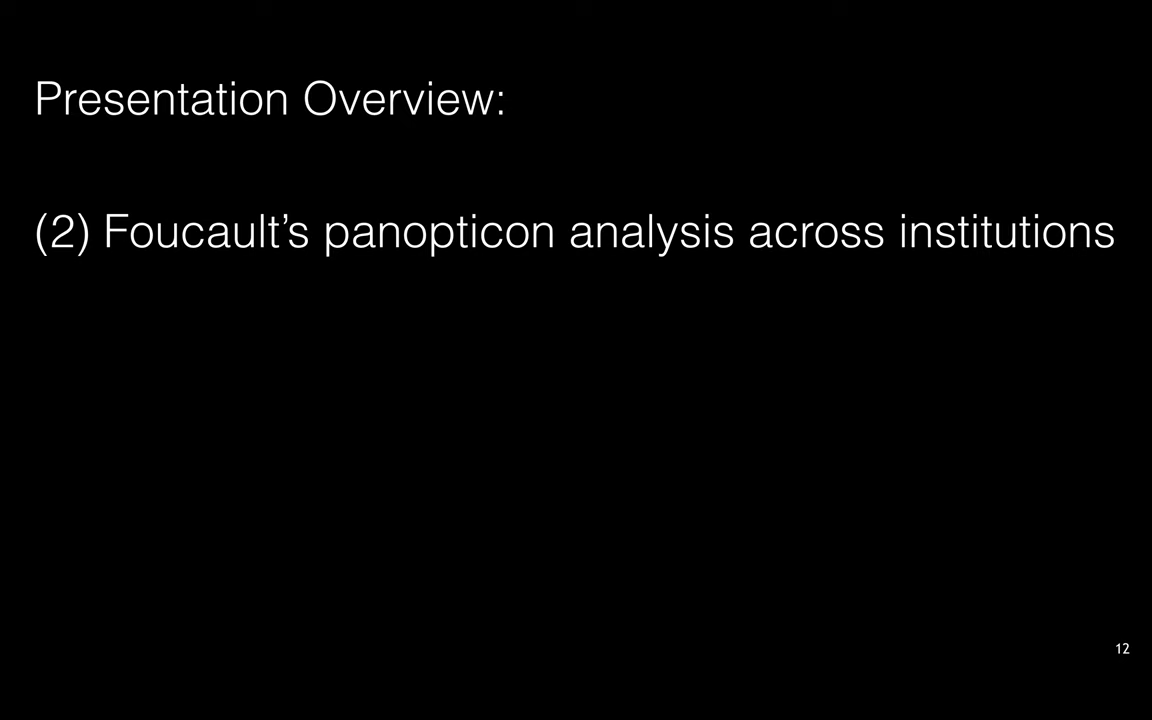 Presentation Overview:
(2) Foucault’s panopticon analysis across institutions
12